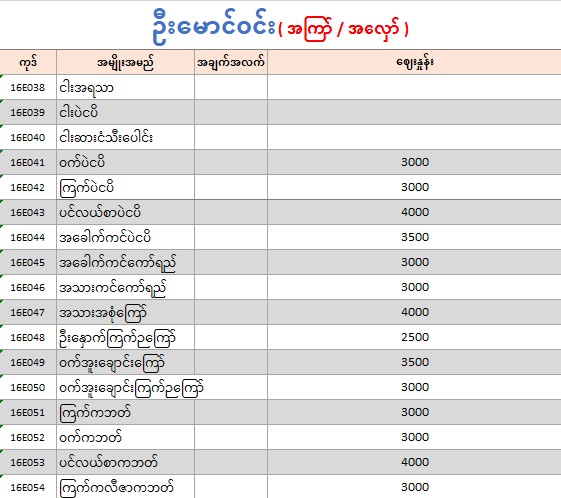 ဦးမောင်ဝင်း ( အကြော် / အလှော် )
ကုဒ် အမျိုးအမည် အချက်အလက် ဈေးနှုန်း
16E038 ငါးအရသာ
16E039 ငါးပဲငပိ
16E040 ငါးဆားငံသီးပေါင်း
16E041 ဝက်ပဲငပိ 3000
16E042 ကြက်ပဲငပိ 3000
16E043 ပင်လယ်စာပဲငပိ 4000
16E044 အခေါက်ကင်ပဲငပိ 3500
16E045 အခေါက်ကင်ကော်ရည် 3000
16E046 အသားကင်ကော်ရည် 3000
16E047 အသားအစုံကြော် 4000
16E048 ဦးနှောက်ကြက်ဥကြော် 2500
16E049 ဝက်အူးချောင်းကြော် 3500
16E050 ဝက်အူးချောင်းကြက်ဥကြော် 3000
16E051 ကြက်ကဘတ် 3000
16E052 ဝက်ကဘတ် 3000
16E053 ပင်လယ်စာကဘတ် 4000
16E054 ကြက်ကလီဇာကဘတ် 3000